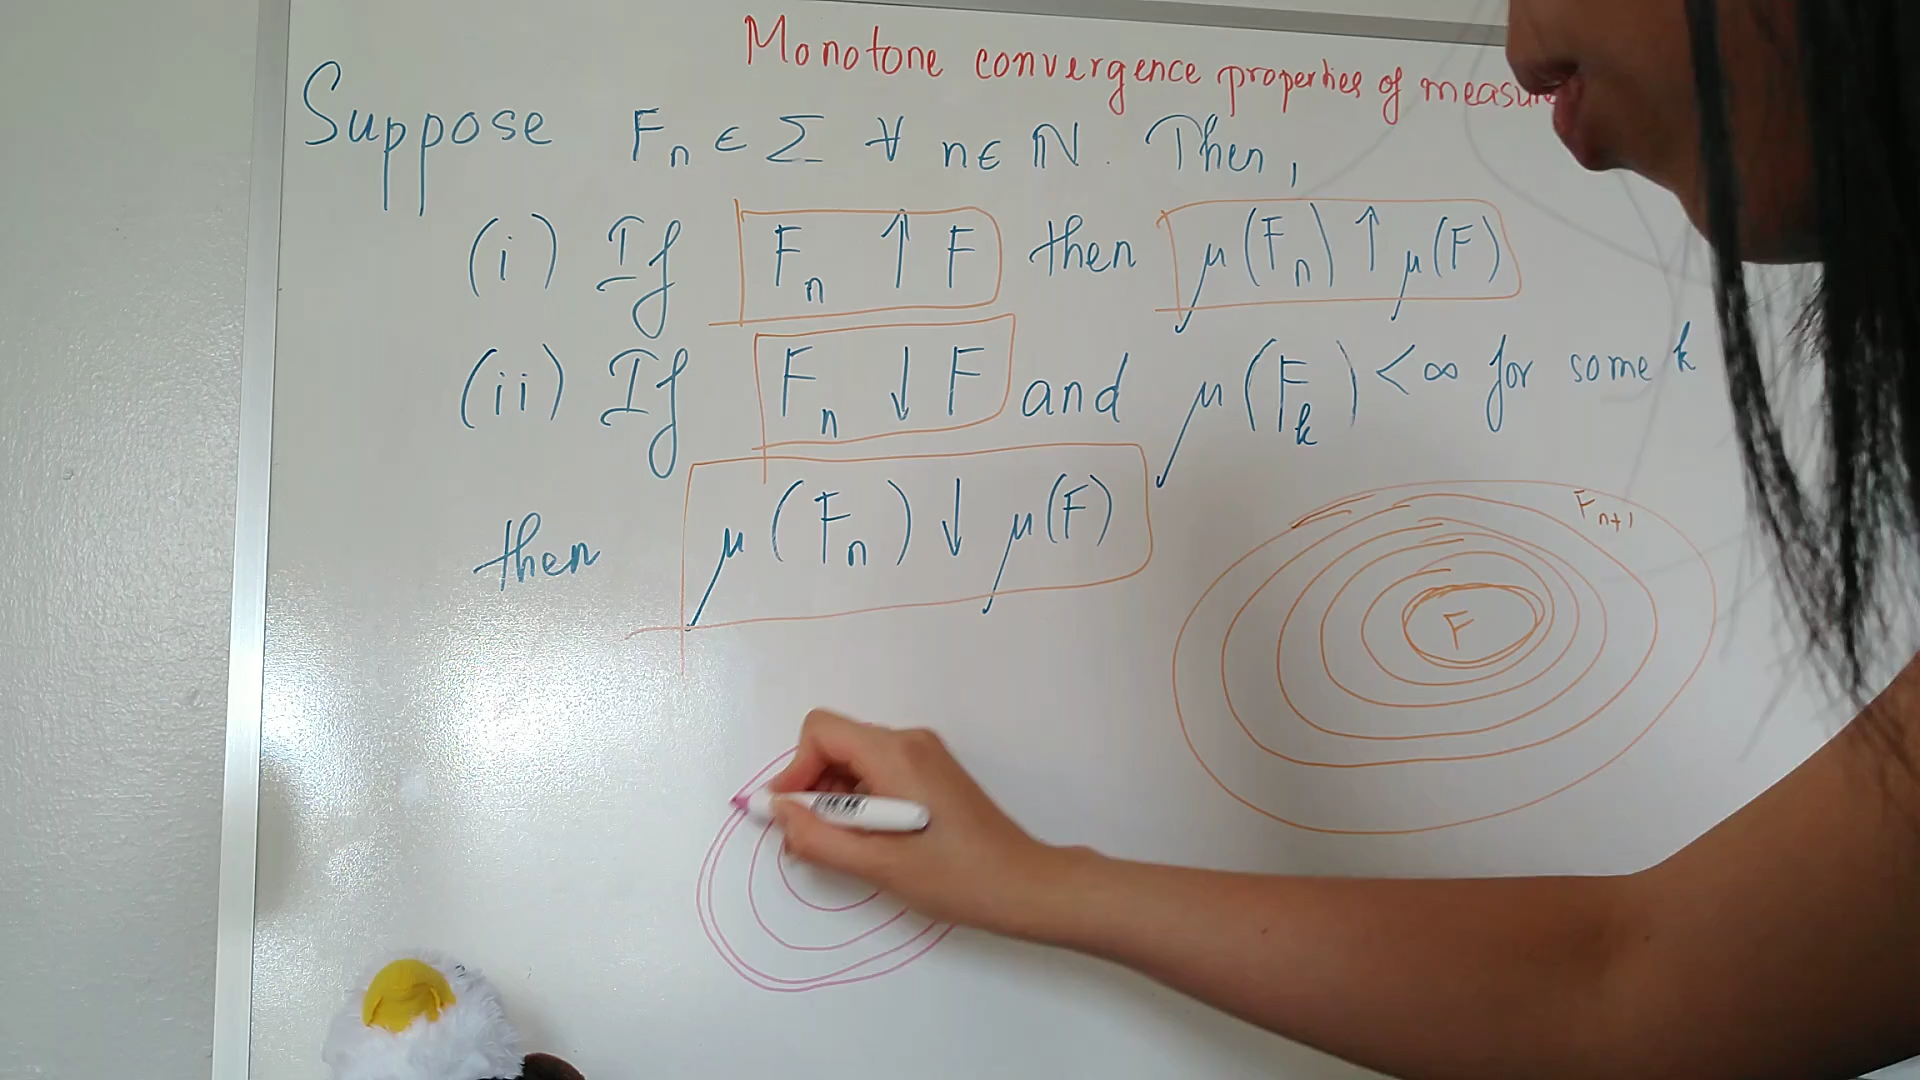 Monotone convergence properties of measure
Suppose Fₙ ∈ Σ ∀ n ∈ ℕ. Then,
(i) If Fₙ ↑ F then μ(Fₙ) ↑ μ(F)
(ii) If Fₙ ↓ F and μ(Fₖ) < ∞ for some k
then μ(Fₙ) ↓ μ(F)
Fₙ₊₁
F